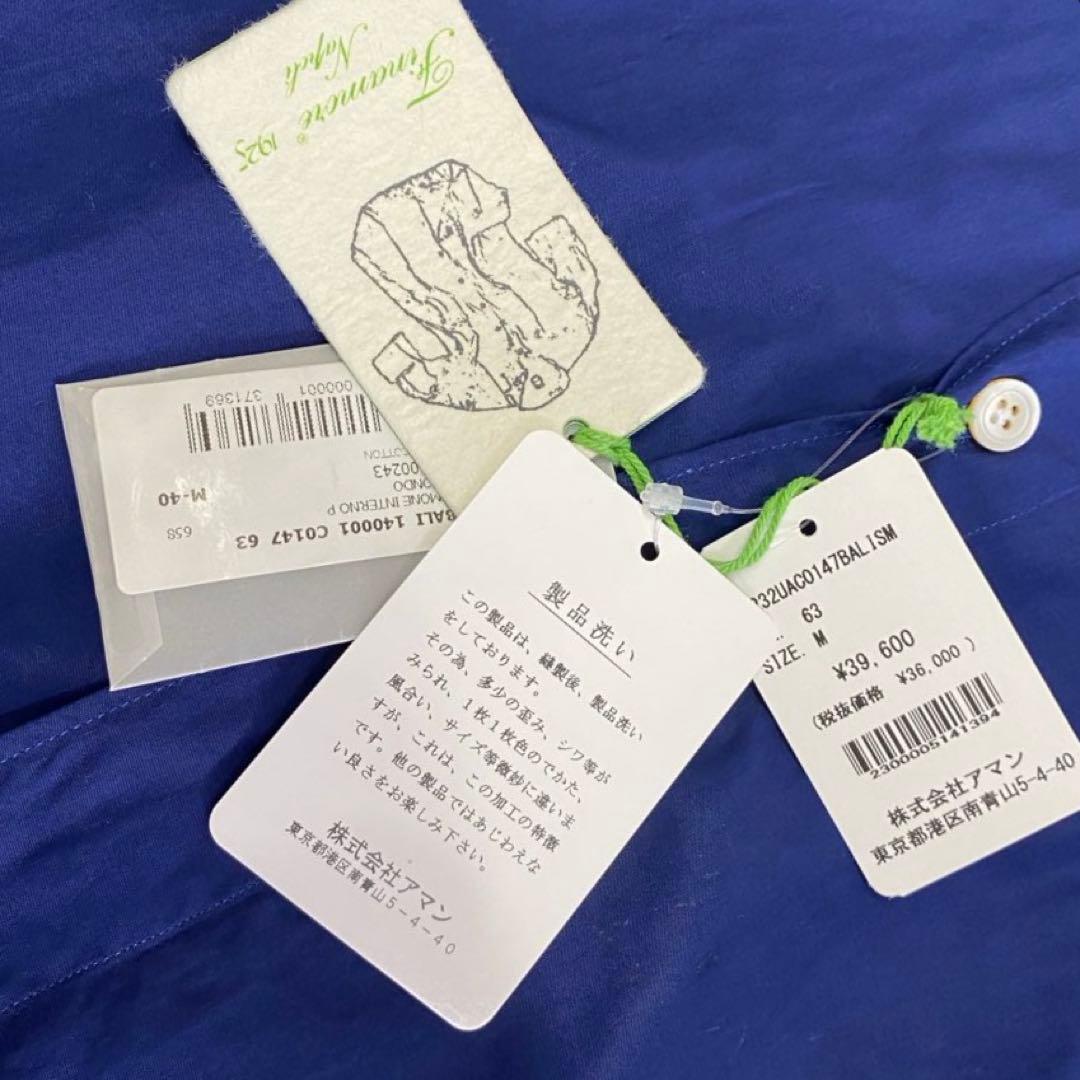 Finamore® 1925
Napoli
000001
371369
COTTON
00243
M-40
ONDO
MONE INTERNO P
658
BALI 140001 C0147 63
製品洗い
この製品は、縫製後、製品洗い
をしております。
その為、多少の歪み、シワ等が
みられ、1枚1枚色のでかた、
風合い、サイズ等微妙に違いま
すが、これは、この加工の特徴
です。他の製品ではあじわえな
い良さをお楽しみ下さい。
株式会社アマン
東京都港区南青山5-4-40
32UAC0147BALISM
63
SIZE. M
¥39,600
(税抜価格 ¥36,000 )
2300005141394
株式会社アマン
東京都港区南青山5-4-40